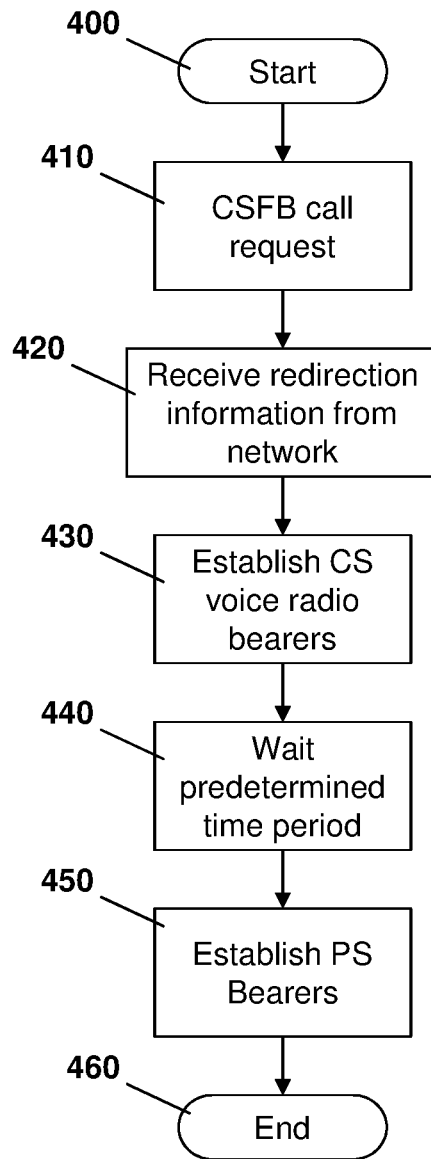 400
Start
410
CSFB call
request
420
Receive redirection
information from
network
430
Establish CS
voice radio
bearers
440
Wait
predetermined
time period
450
Establish PS
Bearers
460
End